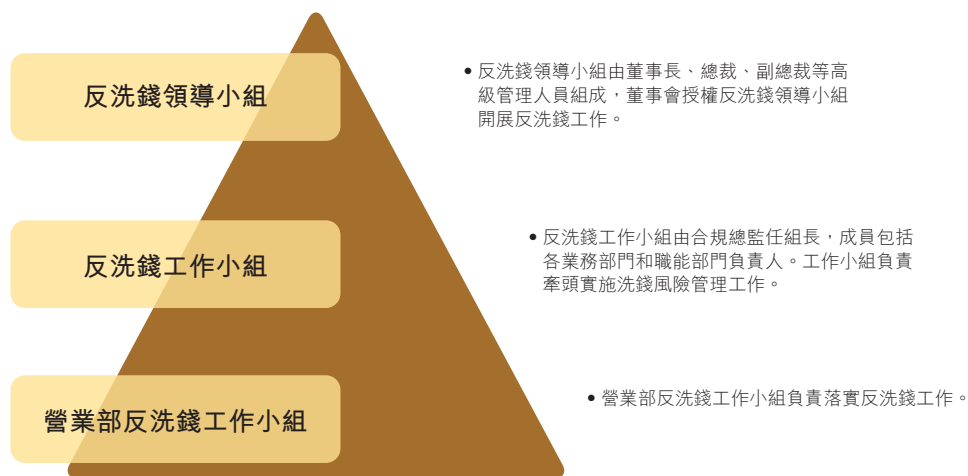 反洗錢領導小組
• 反洗錢領導小組由董事長、總裁、副總裁等高
級管理人員組成，董事會授權反洗錢領導小組
開展反洗錢工作。
反洗錢工作小組
• 反洗錢工作小組由合規總監任組長，成員包括
各業務部門和職能部門負責人。工作小組負責
牽頭實施洗錢風險管理工作。
營業部反洗錢工作小組
• 營業部反洗錢工作小組負責落實反洗錢工作。